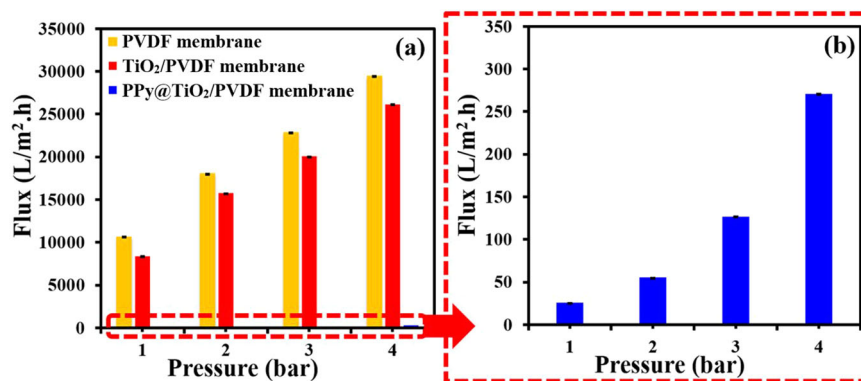 (a)
PVDF membrane
TiO₂/PVDF membrane
PPy@TiO₂/PVDF membrane
Flux (L/m².h)
35000
30000
25000
20000
15000
10000
5000
0
1 2 3 4
Pressure (bar)
(b)
Flux (L/m².h)
350
300
250
200
150
100
50
0
1 2 3 4
Pressure (bar)